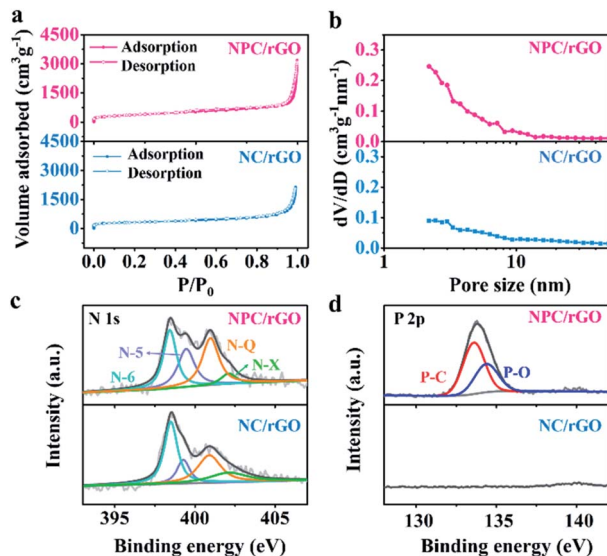 a
b
Volume adsorbed (cm³g⁻¹)
4500
3000
1500
0
NPC/rGO
Adsorption
Desorption
4500
3000
1500
0
NC/rGO
Adsorption
Desorption
0.0 0.2 0.4 0.6 0.8 1.0
P/P₀
dV/dD (cm³g⁻¹nm⁻¹)
0.3
0.2
0.1
0.0
NPC/rGO
0.3
0.2
0.1
0.0
NC/rGO
10
Pore size (nm)
c
d
N 1s
NPC/rGO
N-5
N-Q
N-6
N-X
NC/rGO
Intensity (a.u.)
395 400 405
Binding energy (eV)
P 2p
NPC/rGO
P-C
P-O
NC/rGO
Intensity (a.u.)
130 135 140
Binding energy (eV)